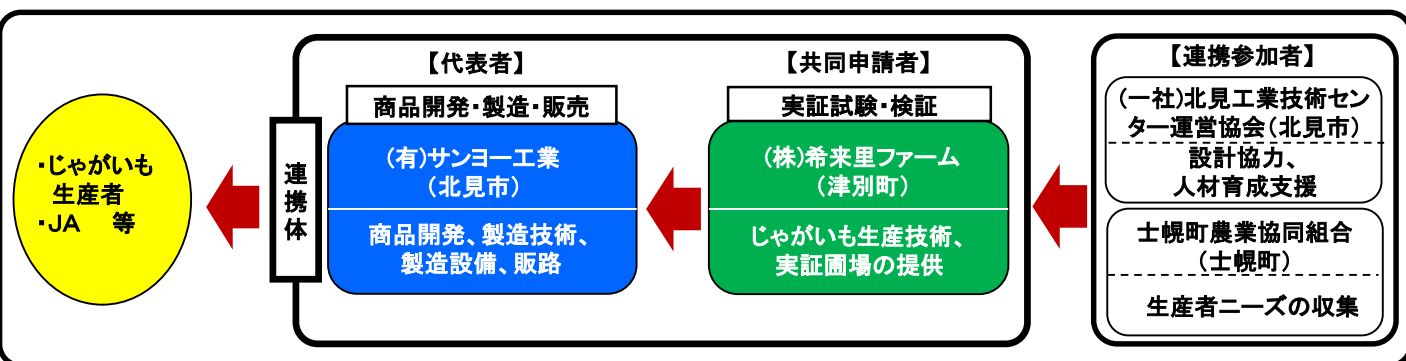 ・じゃがいも
生産者
・JA 等
連
携
体
【代表者】
商品開発・製造・販売
(有)サンヨー工業
(北見市)
商品開発、製造技術、
製造設備、販路
【共同申請者】
実証試験・検証
(株)希来里ファーム
(津別町)
じゃがいも生産技術、
実証圃場の提供
【連携参加者】
(一社)北見工業技術セン
ター運営協会(北見市)
設計協力、
人材育成支援
士幌町農業協同組合
(士幌町)
生産者ニーズの収集